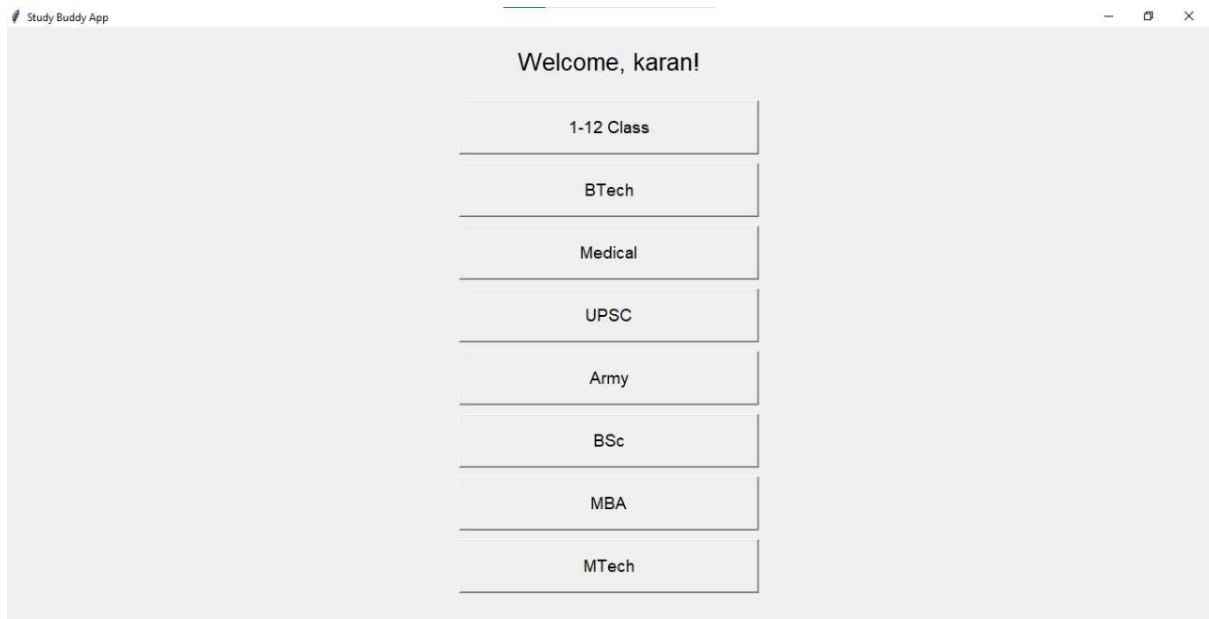 Study Buddy App
Welcome, karan!
1-12 Class
BTech
Medical
UPSC
Army
BSc
MBA
MTech